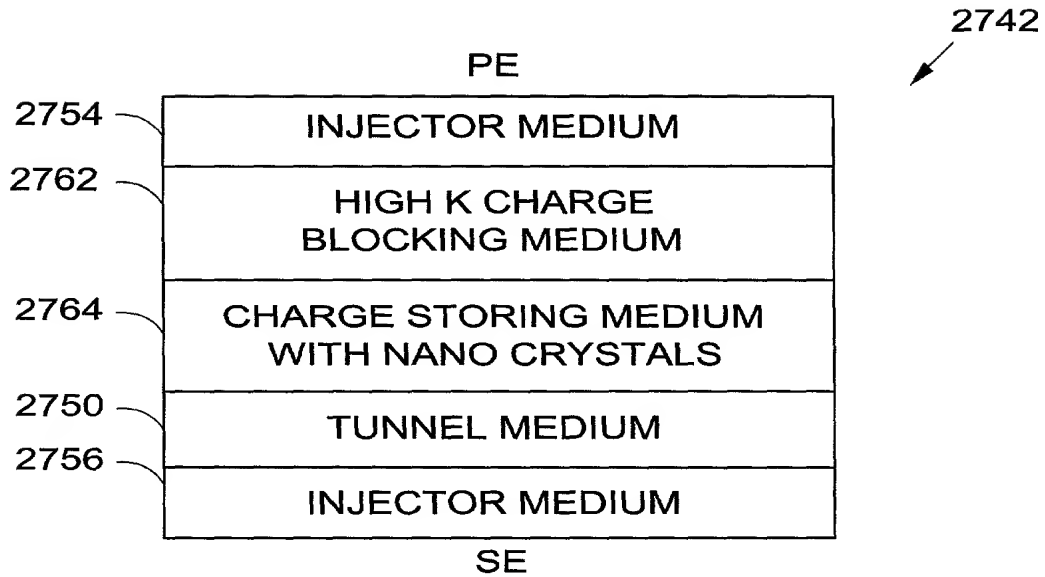 2742
PE
2754
INJECTOR MEDIUM
2762
HIGH K CHARGE
BLOCKING MEDIUM
2764
CHARGE STORING MEDIUM
WITH NANO CRYSTALS
2750
TUNNEL MEDIUM
2756
INJECTOR MEDIUM
SE